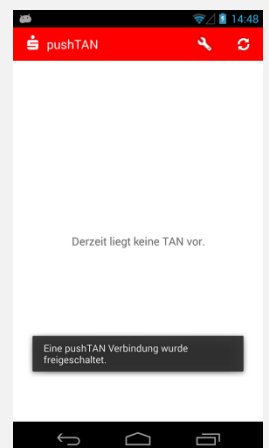 14:48
pushTAN
Derzeit liegt keine TAN vor.
Eine pushTAN Verbindung wurde
freigeschaltet.